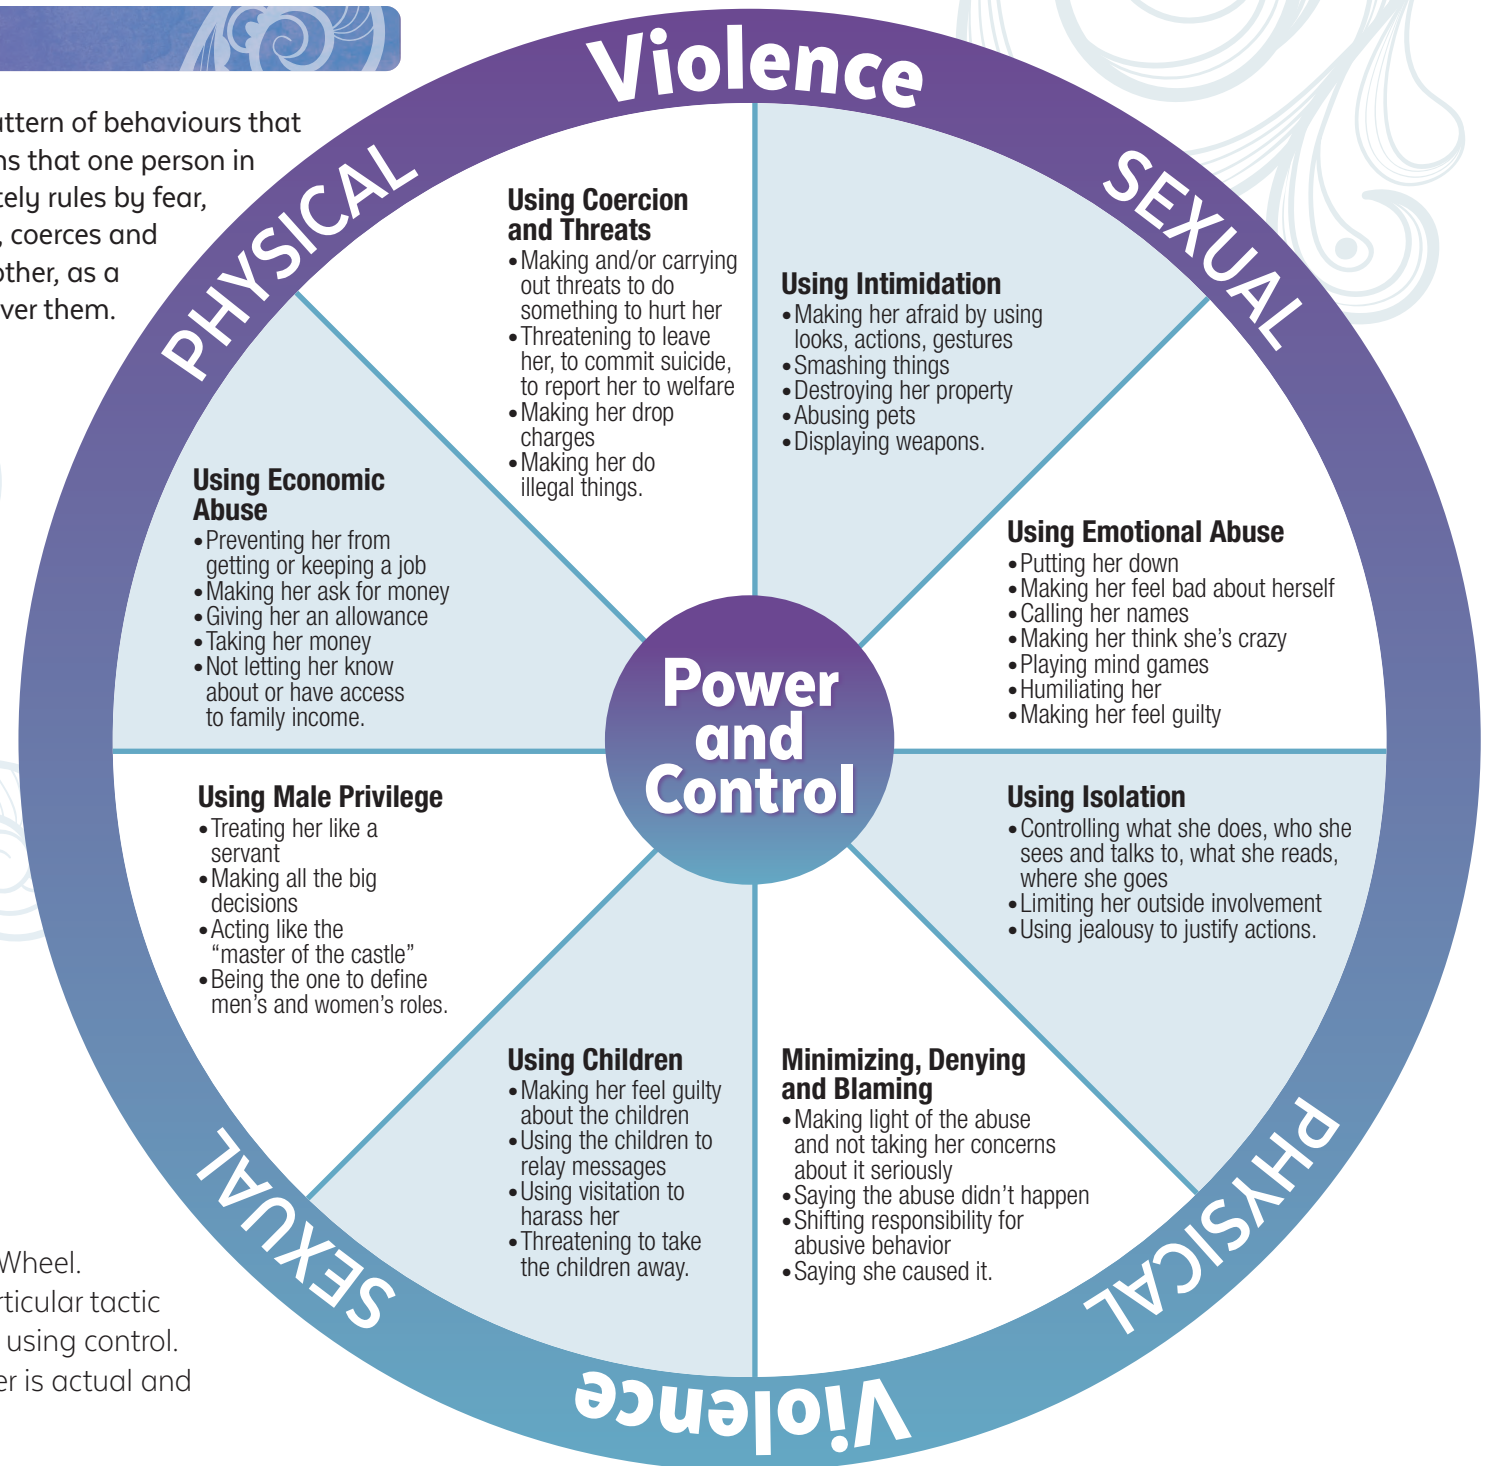 ttern of behaviours that
ns that one person in
tely rules by fear,
, coerces and
other, as a
ver them.
Violence
PHYSICAL
SEXUAL
Using Coercion
and Threats
•Making and/or carrying
out threats to do
something to hurt her
•Threatening to leave
her, to commit suicide,
to report her to welfare
•Making her drop
charges
•Making her do
illegal things.
Using Intimidation
•Making her afraid by using
looks, actions, gestures
•Smashing things
•Destroying her property
•Abusing pets
•Displaying weapons.
Using Economic
Abuse
•Preventing her from
getting or keeping a job
•Making her ask for money
•Giving her an allowance
•Taking her money
•Not letting her know
about or have access
to family income.
Using Emotional Abuse
•Putting her down
•Making her feel bad about herself
•Calling her names
•Making her think she’s crazy
•Playing mind games
•Humiliating her
•Making her feel guilty
Power
and
Control
Using Male Privilege
•Treating her like a
servant
•Making all the big
decisions
•Acting like the
“master of the castle”
•Being the one to define
men’s and women’s roles.
Using Isolation
•Controlling what she does, who she
sees and talks to, what she reads,
where she goes
•Limiting her outside involvement
•Using jealousy to justify actions.
Using Children
•Making her feel guilty
about the children
•Using the children to
relay messages
•Using visitation to
harass her
•Threatening to take
the children away.
Minimizing, Denying
and Blaming
•Making light of the abuse
and not taking her concerns
about it seriously
•Saying the abuse didn’t happen
•Shifting responsibility for
abusive behavior
•Saying she caused it.
SEXUAL
PHYSICAL
Violence
Wheel.
rticular tactic
using control.
er is actual and